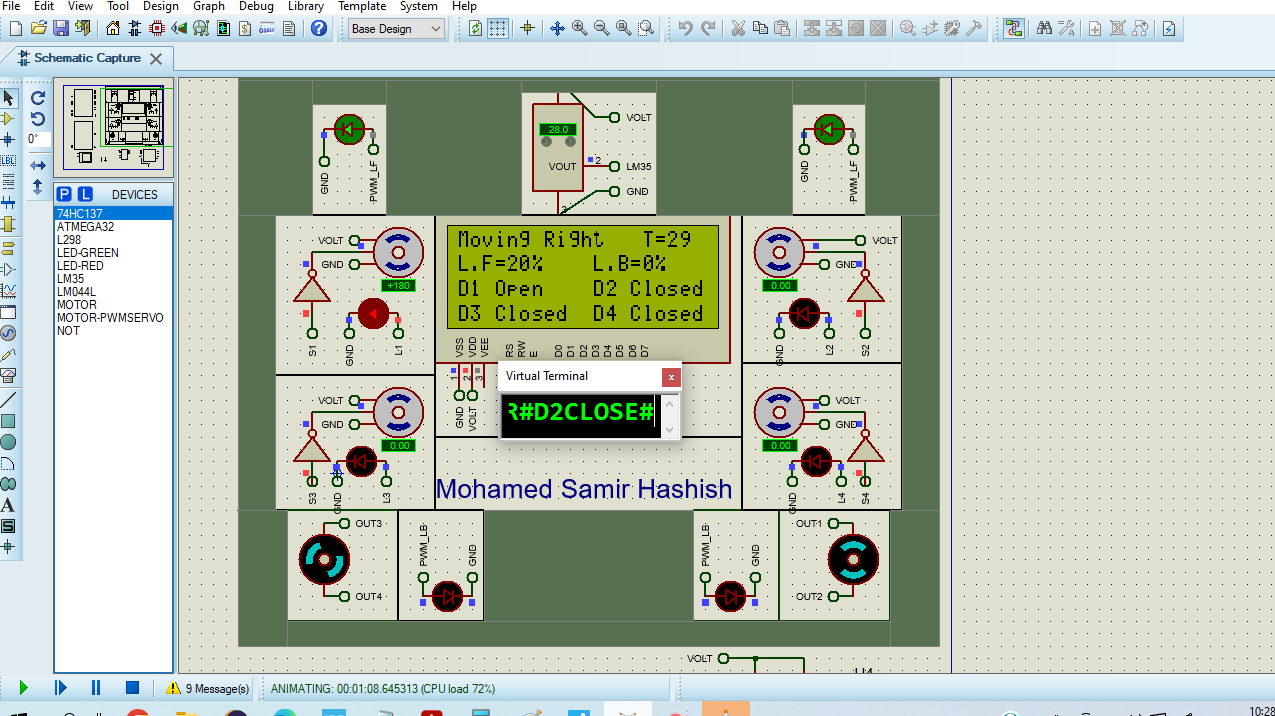 File Edit View Tool Design Graph Debug Library Template System Help
Base Design
Schematic Capture
0°
LBL
P L DEVICES
74HC137
ATMEGA32
L298
LED-GREEN
LED-RED
LM35
LM044L
MOTOR
MOTOR-PWMSERVO
NOT
GND
PWM_LF
28.0
VOUT
2
3
VOLT
LM35
GND
GND
PWM_LF
VOLT
GND
+180
S1
GND
L1
Moving Right T=29
L.F=20% L.B=0%
D1 Open D2 Closed
D3 Closed D4 Closed
VSS
VDD
VEE
RS
RW
E
D0
D1
D2
D3
D4
D5
D6
D7
1
2
3
GND
VOLT
VOLT
GND
0.00
GND
L2
S2
Virtual Terminal
R#D2CLOSE#
VOLT
GND
0.00
S3
GND
L3
VOLT
GND
0.00
GND
L4
S4
Mohamed Samir Hashish
OUT3
OUT4
PWM_LB
GND
PWM_LB
GND
OUT1
OUT2
VOLT
9 Message(s)
ANIMATING: 00:01:08.645313 (CPU load 72%)
10:28